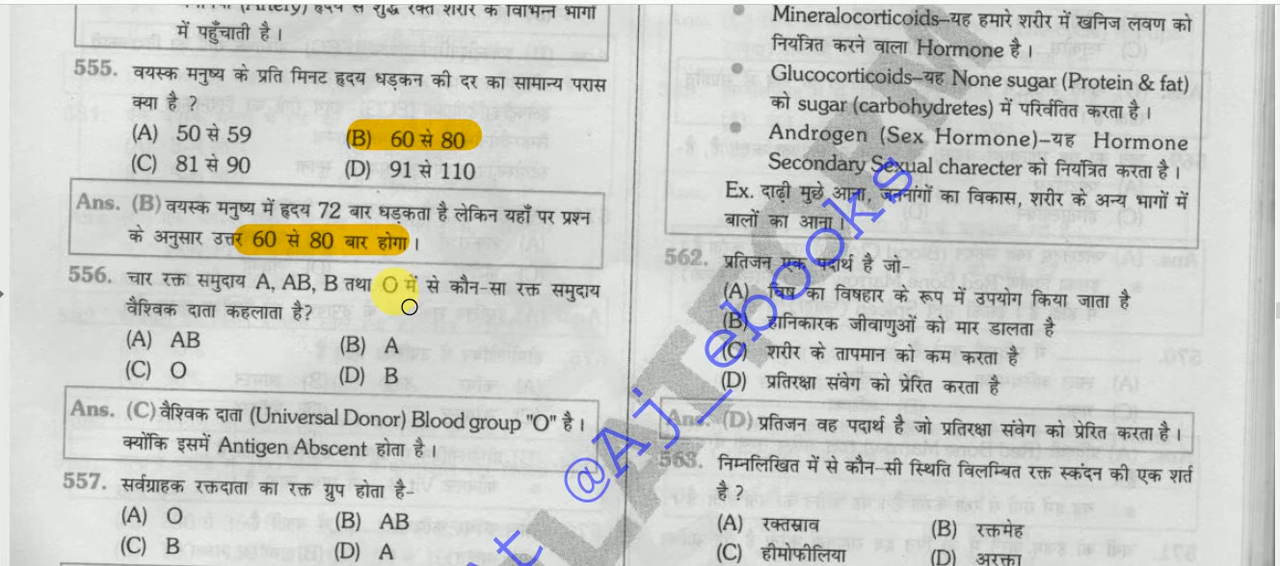 हृदय से शुद्ध रक्त शरीर के विभिन्न भागों
में पहुँचाती है।
555. वयस्क मनुष्य के प्रति मिनट हृदय धड़कन की दर का सामान्य परास
क्या है ?
(A) 50 से 59 (B) 60 से 80
(C) 81 से 90 (D) 91 से 110
Ans. (B) वयस्क मनुष्य में हृदय 72 बार धड़कता है लेकिन यहाँ पर प्रश्न
के अनुसार उत्तर 60 से 80 बार होगा।
556. चार रक्त समुदाय A, AB, B तथा O में से कौन-सा रक्त समुदाय
वैश्विक दाता कहलाता है?
O
(A) AB (B) A
(C) O (D) B
Ans. (C) वैश्विक दाता (Universal Donor) Blood group "O" है।
क्योंकि इसमें Antigen Abscent होता है
557. सर्वग्राहक रक्तदाता का रक्त ग्रुप होता है-
(A) O (B) AB
(C) B (D) A
Mineralocorticoids–यह हमारे शरीर में खनिज लवण को
नियंत्रित करने वाला Hormone है।
Glucocorticoids–यह None sugar (Protein & fat)
को sugar (carbohydretes) में परिवंतित करता है।
Androgen (Sex Hormone)–यह Hormone
Secondary Sexual charecter को नियंत्रित करता है।
Ex. दाढी मुछे आना, जननांगों का विकास, शरीर के अन्य भागों में
बालों का आना।
562. प्रतिजन एक पदार्थ है जो-
(A) विष का विषहार के रूप में उपयोग किया जाता है
(B) हानिकारक जीवाणुओं को मार डालता है
(C) शरीर के तापमान को कम करता है
(D) प्रतिरक्षा संवेग को प्रेरित करता है
Ans. (D) प्रतिजन वह पदार्थ है जो प्रतिरक्षा संवेग को प्रेरित करता है।
563. निम्नलिखित में से कौन-सी स्थिति विलम्बित रक्त स्कंदन की एक शर्त
है ?
(A) रक्तस्राव (B) रक्तमेह
(C) हीमोफीलिया (D) अरक्ता
@Aj_ebooks